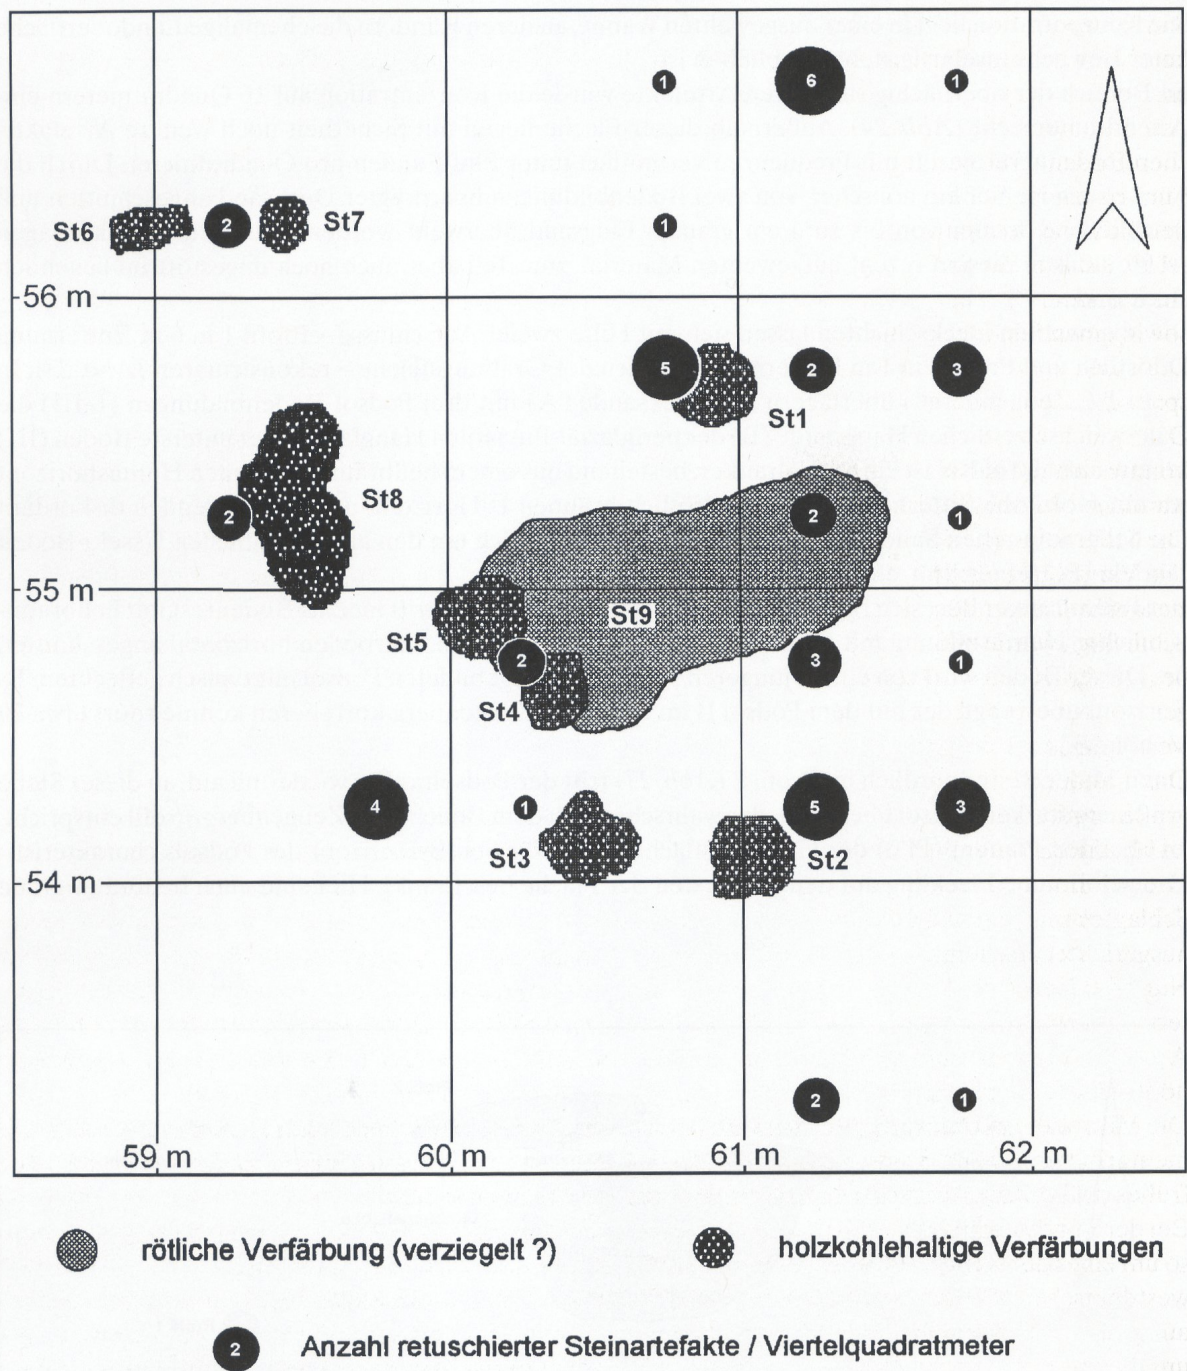 1 6 1
St6 2 St7 1
56 m
5 2 3
St1
St8
2 2 1
55 m
St9
St5
2 3 1
St4
4 1 5 3
St3 St2
54 m
2 1
59 m 60 m 61 m 62 m
rötliche Verfärbung (verziegelt ?) holzkohlehaltige Verfärbungen
2 Anzahl retuschierter Steinartefakte / Viertelquadratmeter